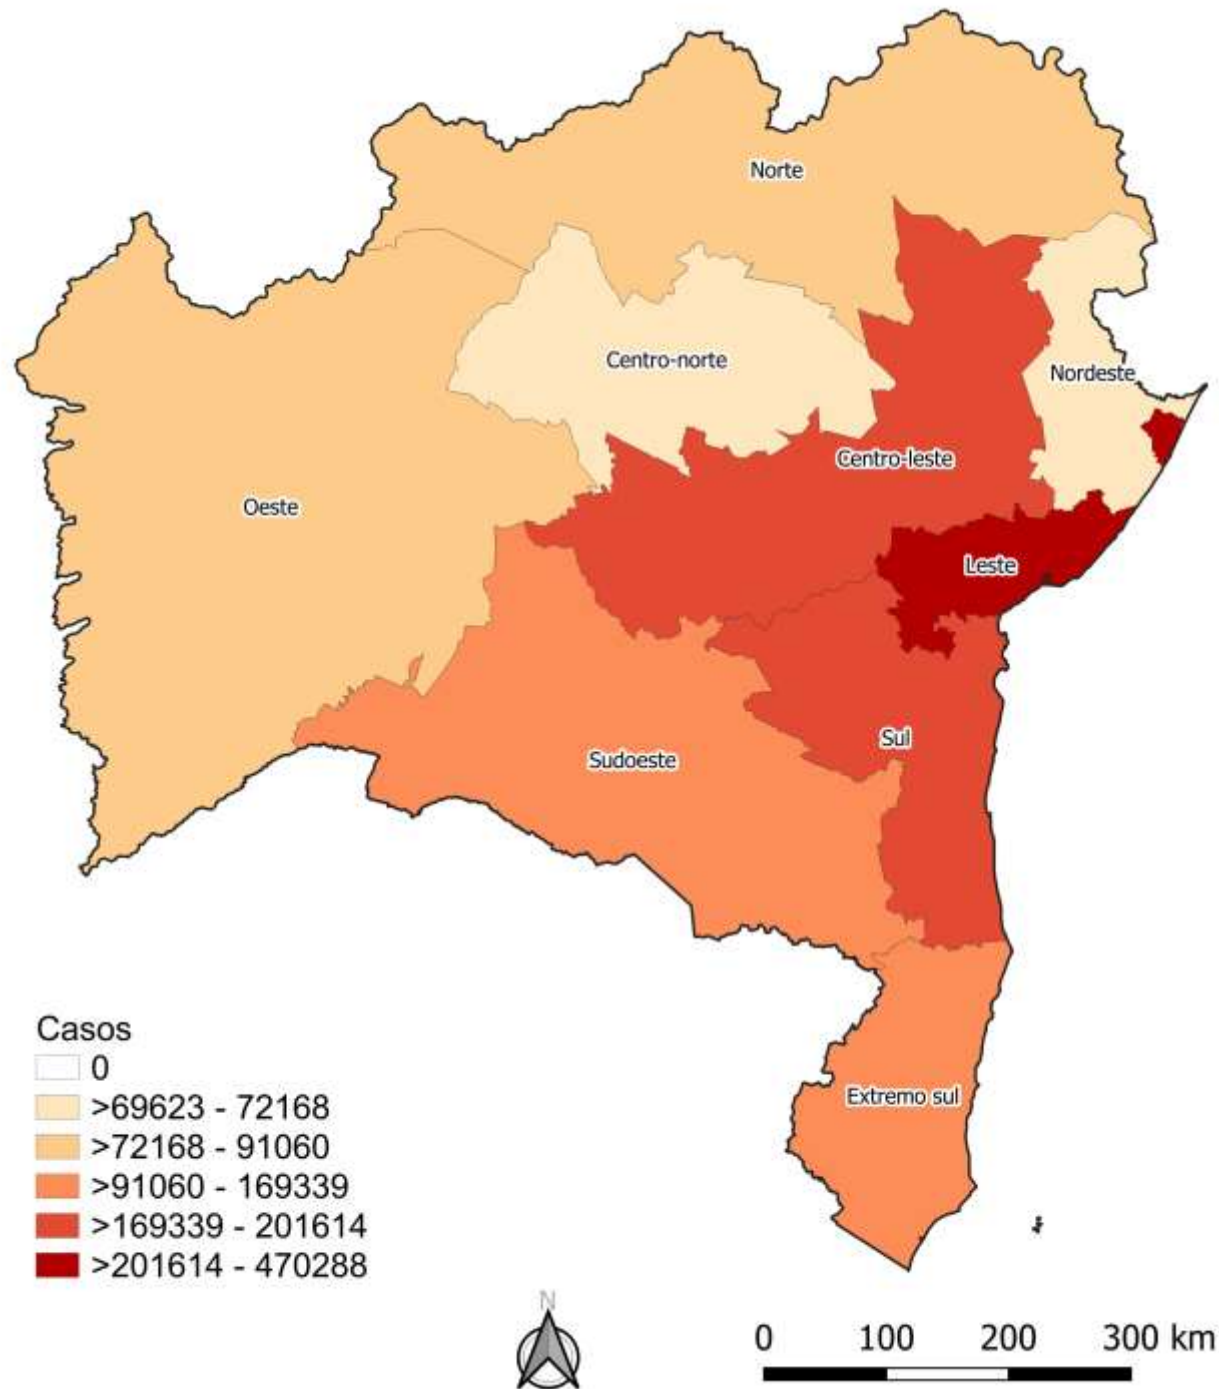 Norte
Centro-norte
Nordeste
Centro-leste
Oeste
Leste
Sul
Sudoeste
Extremo sul
Casos
0
>69623 - 72168
>72168 - 91060
>91060 - 169339
>169339 - 201614
>201614 - 470288
N
0 100 200 300 km